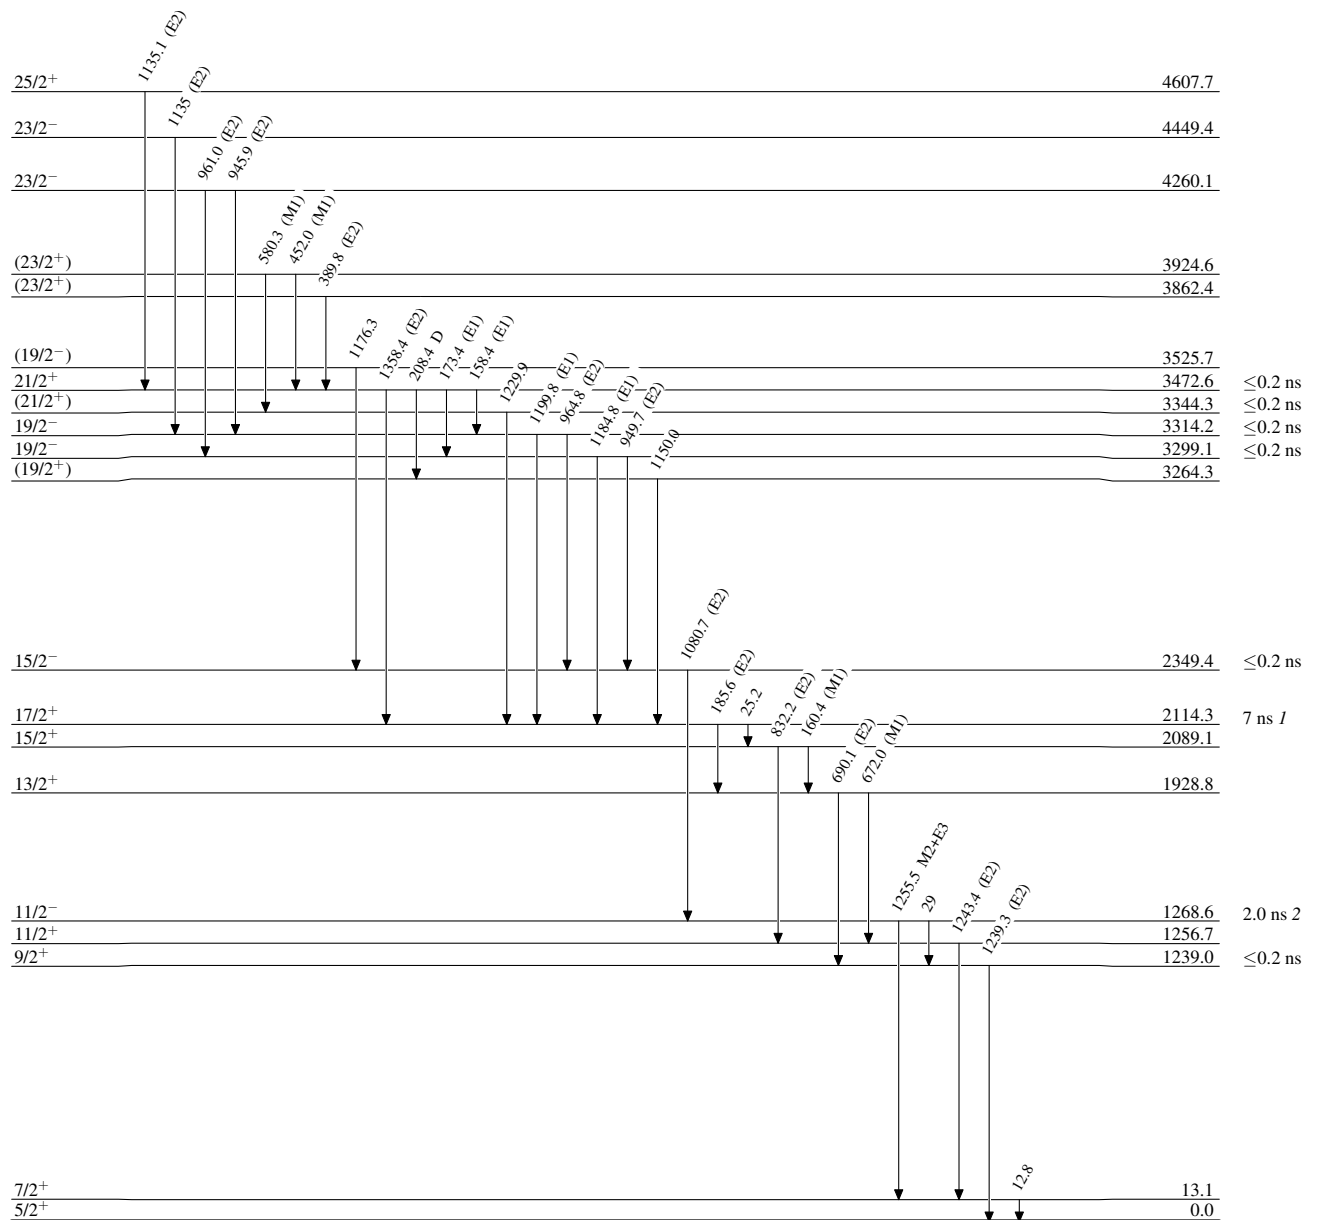 1135.1 (E2)
25/2+ 4607.7
1135 (E2)
23/2− 4449.4
961.0 (E2)
945.9 (E2)
23/2− 4260.1
580.3 (M1)
452.0 (M1)
(23/2+) 3924.6
389.8 (E2)
(23/2+) 3862.4
1176.3
(19/2−) 3525.7
1358.4 (E2)
208.4 D
173.4 (E1)
158.4 (E1)
21/2+ 3472.6 ≤0.2 ns
1229.9
(21/2+) 3344.3 ≤0.2 ns
1199.8 (E1)
964.8 (E2)
19/2− 3314.2 ≤0.2 ns
1184.8 (E1)
949.7 (E2)
19/2− 3299.1 ≤0.2 ns
1150.0
(19/2+) 3264.3
1080.7 (E2)
15/2− 2349.4 ≤0.2 ns
185.6 (E2)
25.2
17/2+ 2114.3 7 ns 1
832.2 (E2)
160.4 (M1)
15/2+ 2089.1
690.1 (E2)
672.0 (M1)
13/2+ 1928.8
1255.5 M2+E3
29
11/2− 1268.6 2.0 ns 2
1243.4 (E2)
11/2+ 1256.7
1239.3 (E2)
9/2+ 1239.0 ≤0.2 ns
12.8
7/2+ 13.1
5/2+ 0.0